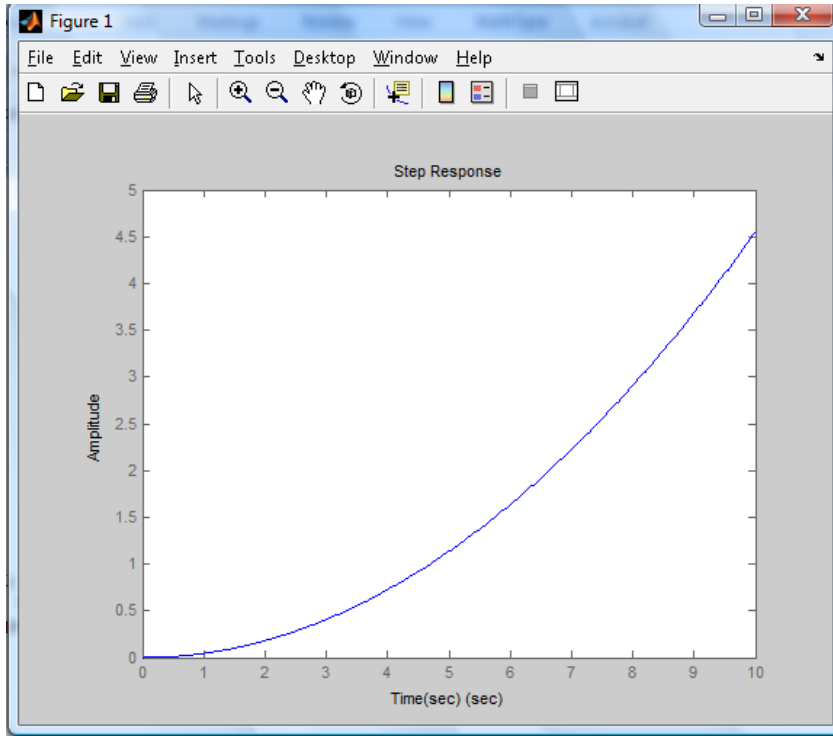 Figure 1
File Edit View Insert Tools Desktop Window Help
Step Response
5
4.5
4
3.5
3
2.5
2
1.5
1
0.5
0
Amplitude
0 1 2 3 4 5 6 7 8 9 10
Time(sec) (sec)